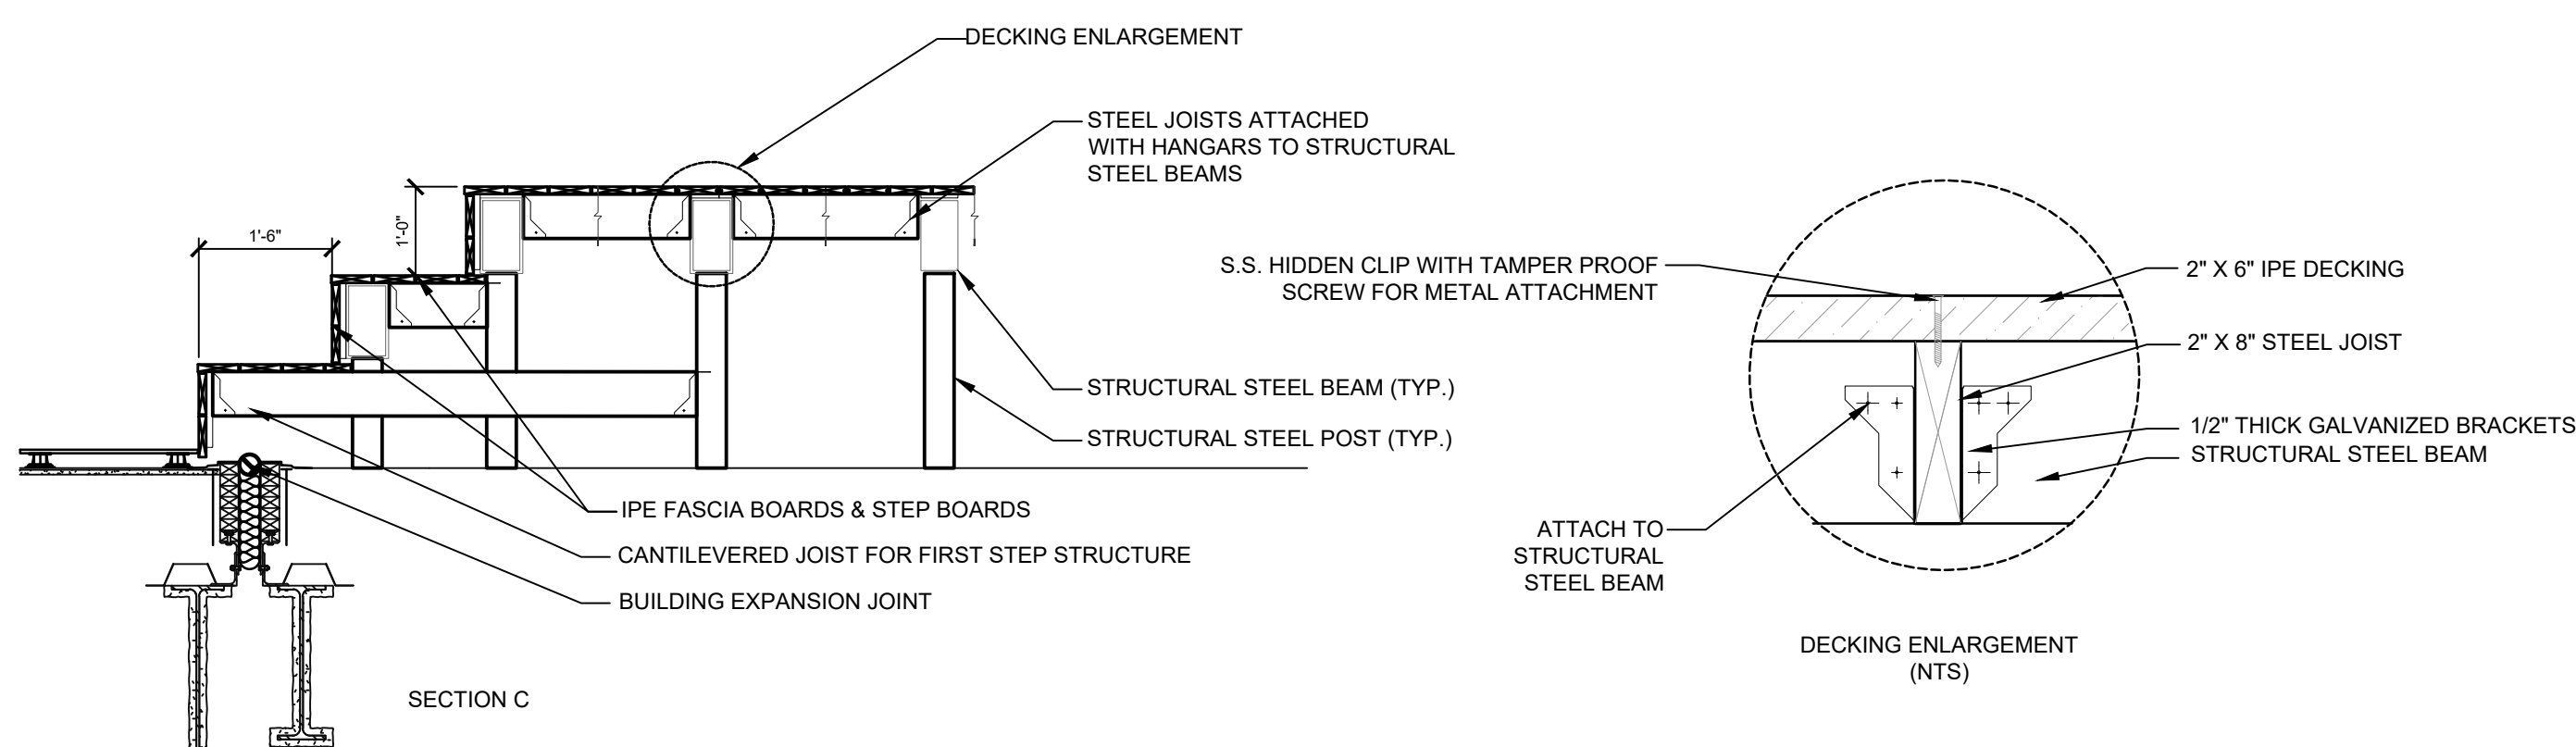 DECKING ENLARGEMENT
STEEL JOISTS ATTACHED
WITH HANGARS TO STRUCTURAL
STEEL BEAMS
1'-6"
1'-0"
STRUCTURAL STEEL BEAM (TYP.)
STRUCTURAL STEEL POST (TYP.)
IPE FASCIA BOARDS & STEP BOARDS
CANTILEVERED JOIST FOR FIRST STEP STRUCTURE
BUILDING EXPANSION JOINT
SECTION C
S.S. HIDDEN CLIP WITH TAMPER PROOF
SCREW FOR METAL ATTACHMENT
2" X 6" IPE DECKING
2" X 8" STEEL JOIST
1/2" THICK GALVANIZED BRACKETS
STRUCTURAL STEEL BEAM
ATTACH TO
STRUCTURAL
STEEL BEAM
DECKING ENLARGEMENT
(NTS)